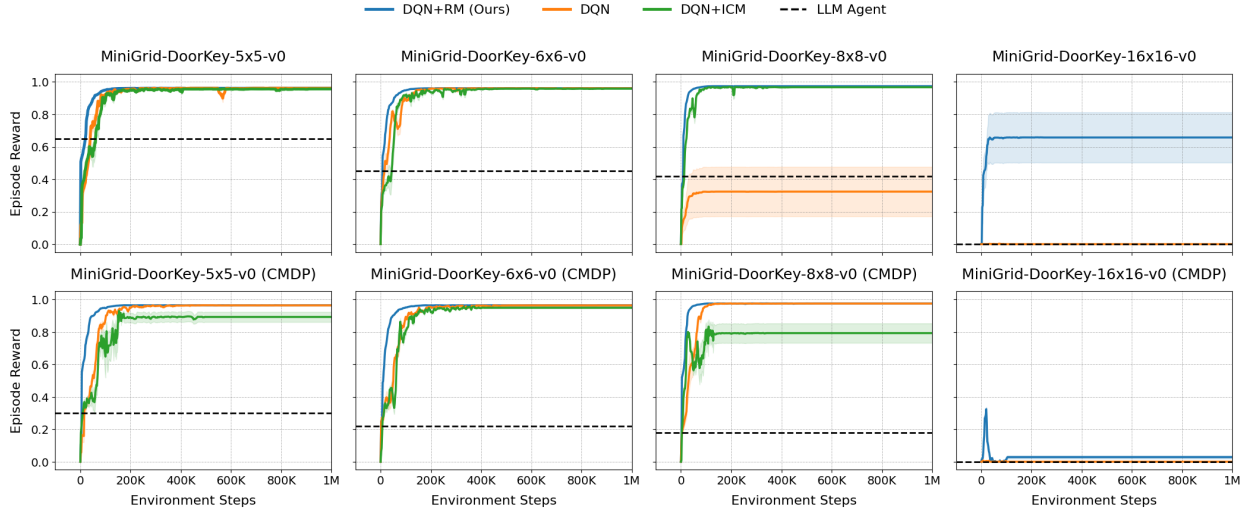 DQN+RM (Ours) DQN DQN+ICM LLM Agent
MiniGrid-DoorKey-5x5-v0 MiniGrid-DoorKey-6x6-v0 MiniGrid-DoorKey-8x8-v0 MiniGrid-DoorKey-16x16-v0
Episode Reward
1.0
0.8
0.6
0.4
0.2
0.0
MiniGrid-DoorKey-5x5-v0 (CMDP) MiniGrid-DoorKey-6x6-v0 (CMDP) MiniGrid-DoorKey-8x8-v0 (CMDP) MiniGrid-DoorKey-16x16-v0 (CMDP)
Episode Reward
1.0
0.8
0.6
0.4
0.2
0.0
0 200K 400K 600K 800K 1M 0 200K 400K 600K 800K 1M 0 200K 400K 600K 800K 1M 0 200K 400K 600K 800K 1M
Environment Steps Environment Steps Environment Steps Environment Steps